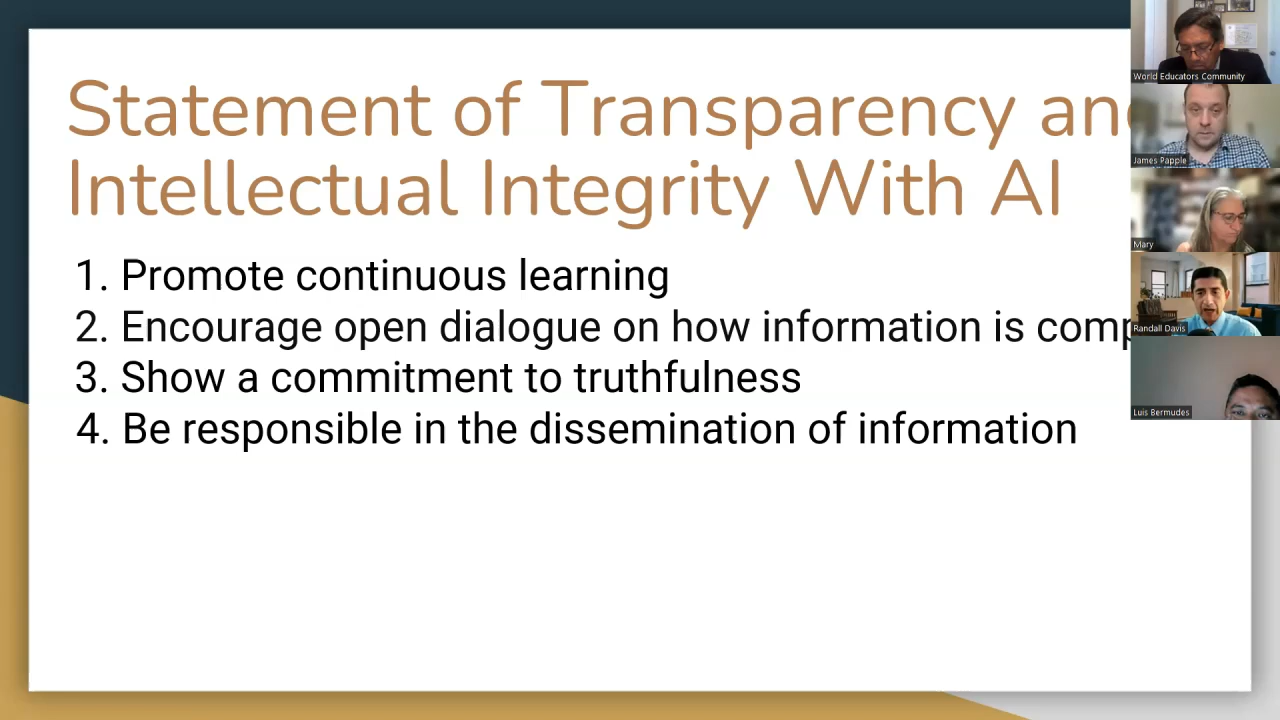 Statement of Transparency and
Intellectual Integrity With AI
1. Promote continuous learning
2. Encourage open dialogue on how information is
3. Show a commitment to truthfulness
4. Be responsible in the dissemination of information
World Educators Community
James Papple
Mary
Randall Davis
Luis Bermudes